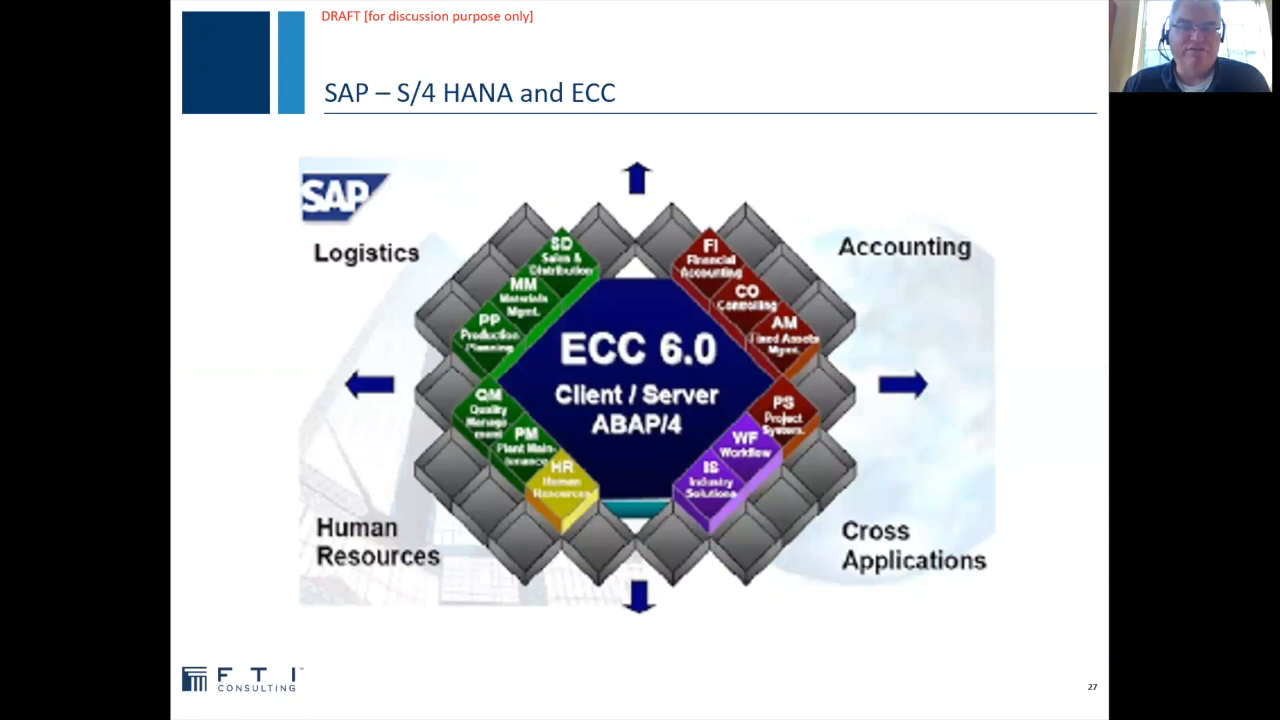 DRAFT [for discussion purpose only]
SAP – S/4 HANA and ECC
SAP
Logistics
Accounting
SD
Sales &
Distribution
MM
Materials
Mgmt.
PP
Production
Planning
QM
Quality
Manage
ment
PM
Plant Main-
tenance
HR
Human
Resources
FI
Financial
Accounting
CO
Controlling
AM
Fixed Assets
Mgmt.
PS
Project
System.
WF
Workflow
IS
Industry
Solutions
ECC 6.0
Client / Server
ABAP/4
Human
Resources
Cross
Applications
F T I
CONSULTING
27